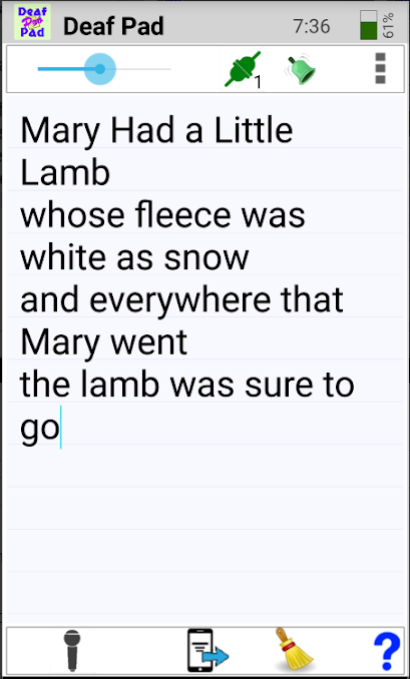 Deaf Pad Pad Deaf Pad 7:36 61%
1
Mary Had a Little
Lamb
whose fleece was
white as snow
and everywhere that
Mary went
the lamb was sure to
go
?